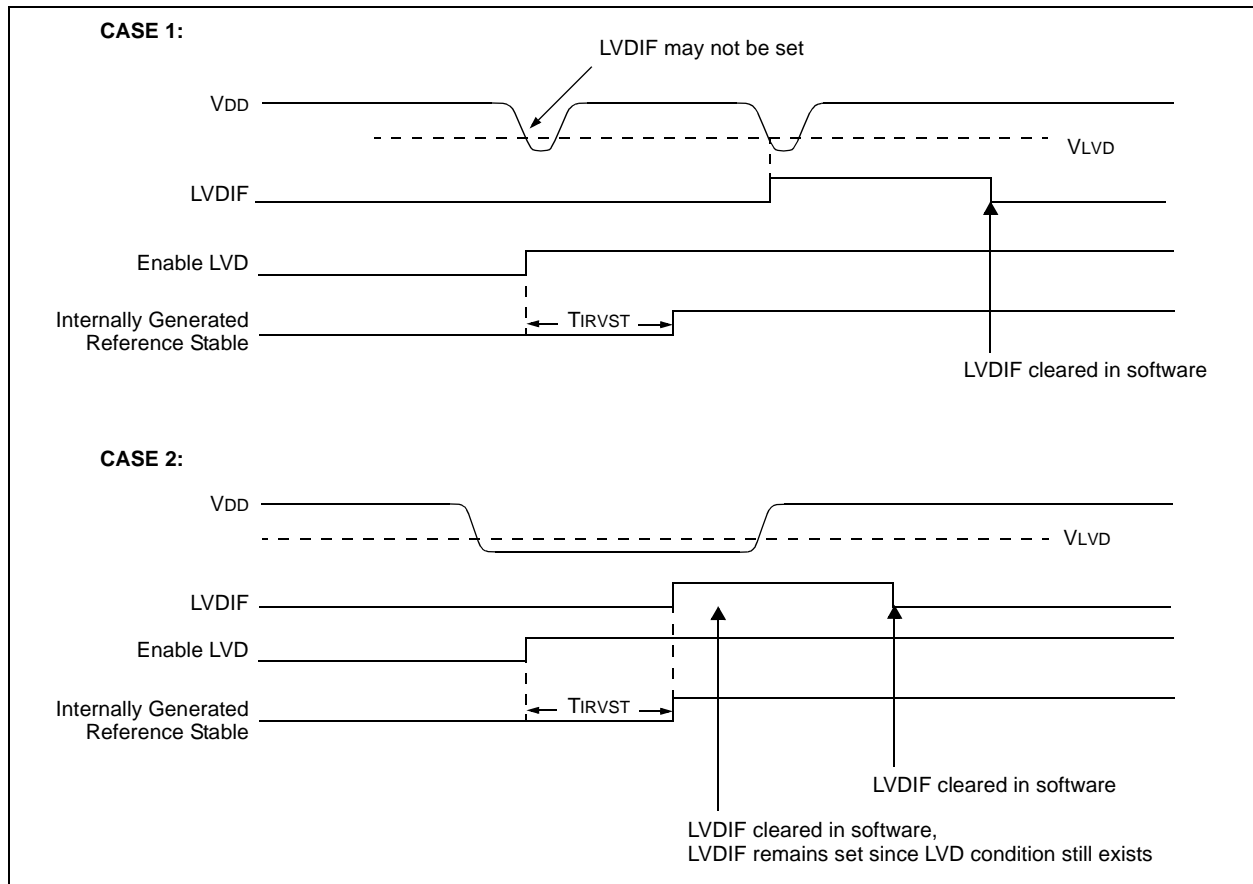 CASE 1:
LVDIF may not be set
VDD
VLVD
LVDIF
Enable LVD
Internally Generated
Reference Stable
TIRVST
LVDIF cleared in software
CASE 2:
VDD
VLVD
LVDIF
Enable LVD
Internally Generated
Reference Stable
TIRVST
LVDIF cleared in software
LVDIF cleared in software,
LVDIF remains set since LVD condition still exists